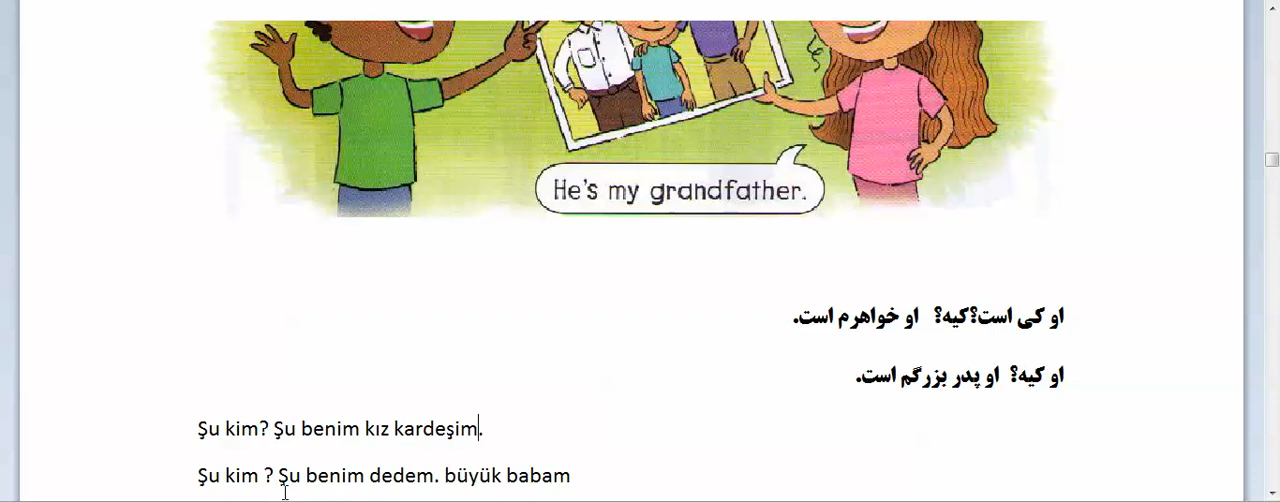 He's my grandfather.
او کی است؟کیه؟ او خواهرم است.
او کیه؟ او پدر بزرگم است.
Şu kim? Şu benim kız kardeşim.
Şu kim ? Şu benim dedem. büyük babam